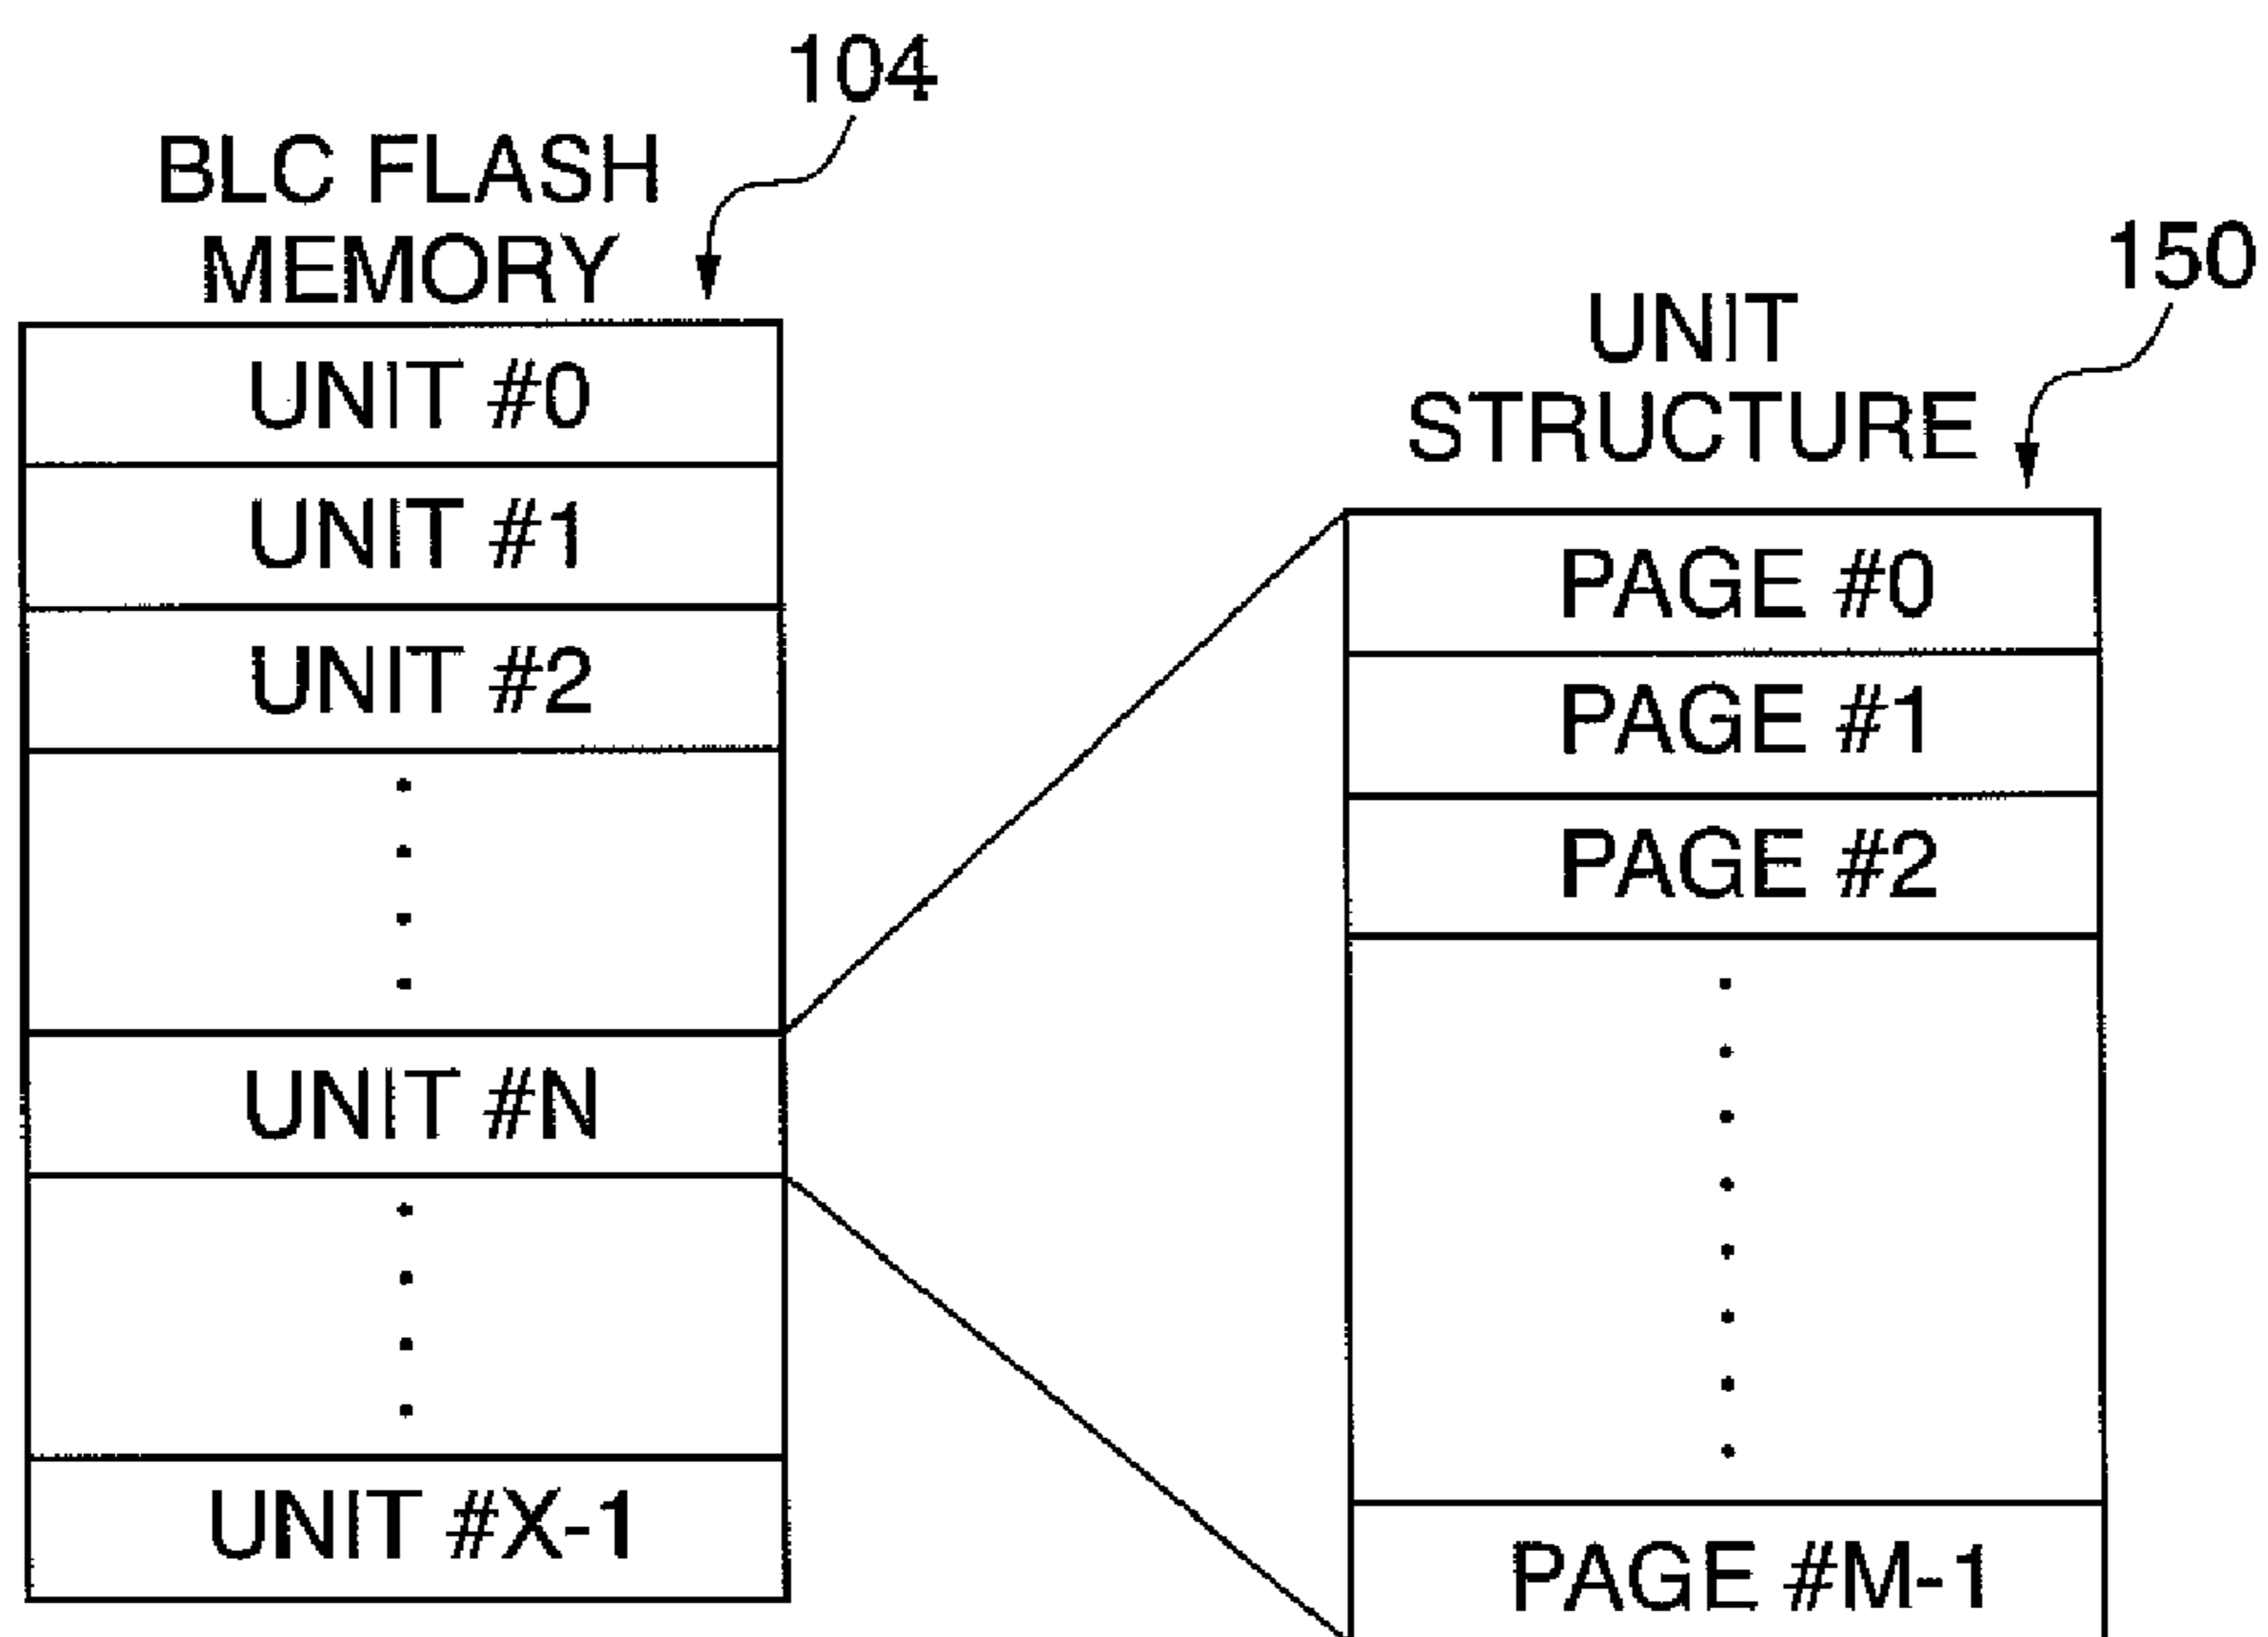 104
BLC FLASH
MEMORY
UNIT #0
UNIT #1
UNIT #2
UNIT #N
UNIT #X-1
150
UNIT
STRUCTURE
PAGE #0
PAGE #1
PAGE #2
PAGE #M-1